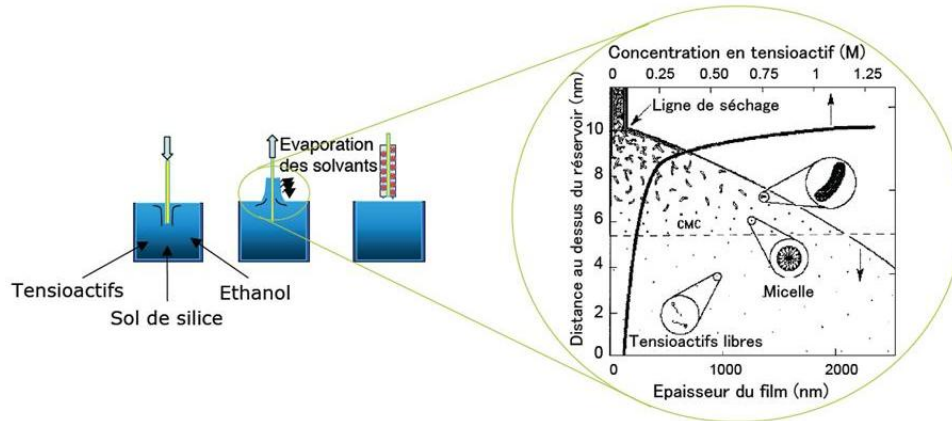 Evaporation
des solvants
Tensioactifs
Ethanol
Sol de silice
Concentration en tensioactif (M)
0 0.25 0.5 0.75 1 1.25
Distance au dessus du réservoir (nm)
10
8
6
4
2
0
Ligne de séchage
CMC
Micelle
Tensioactifs libres
0 1000 2000
Epaisseur du film (nm)